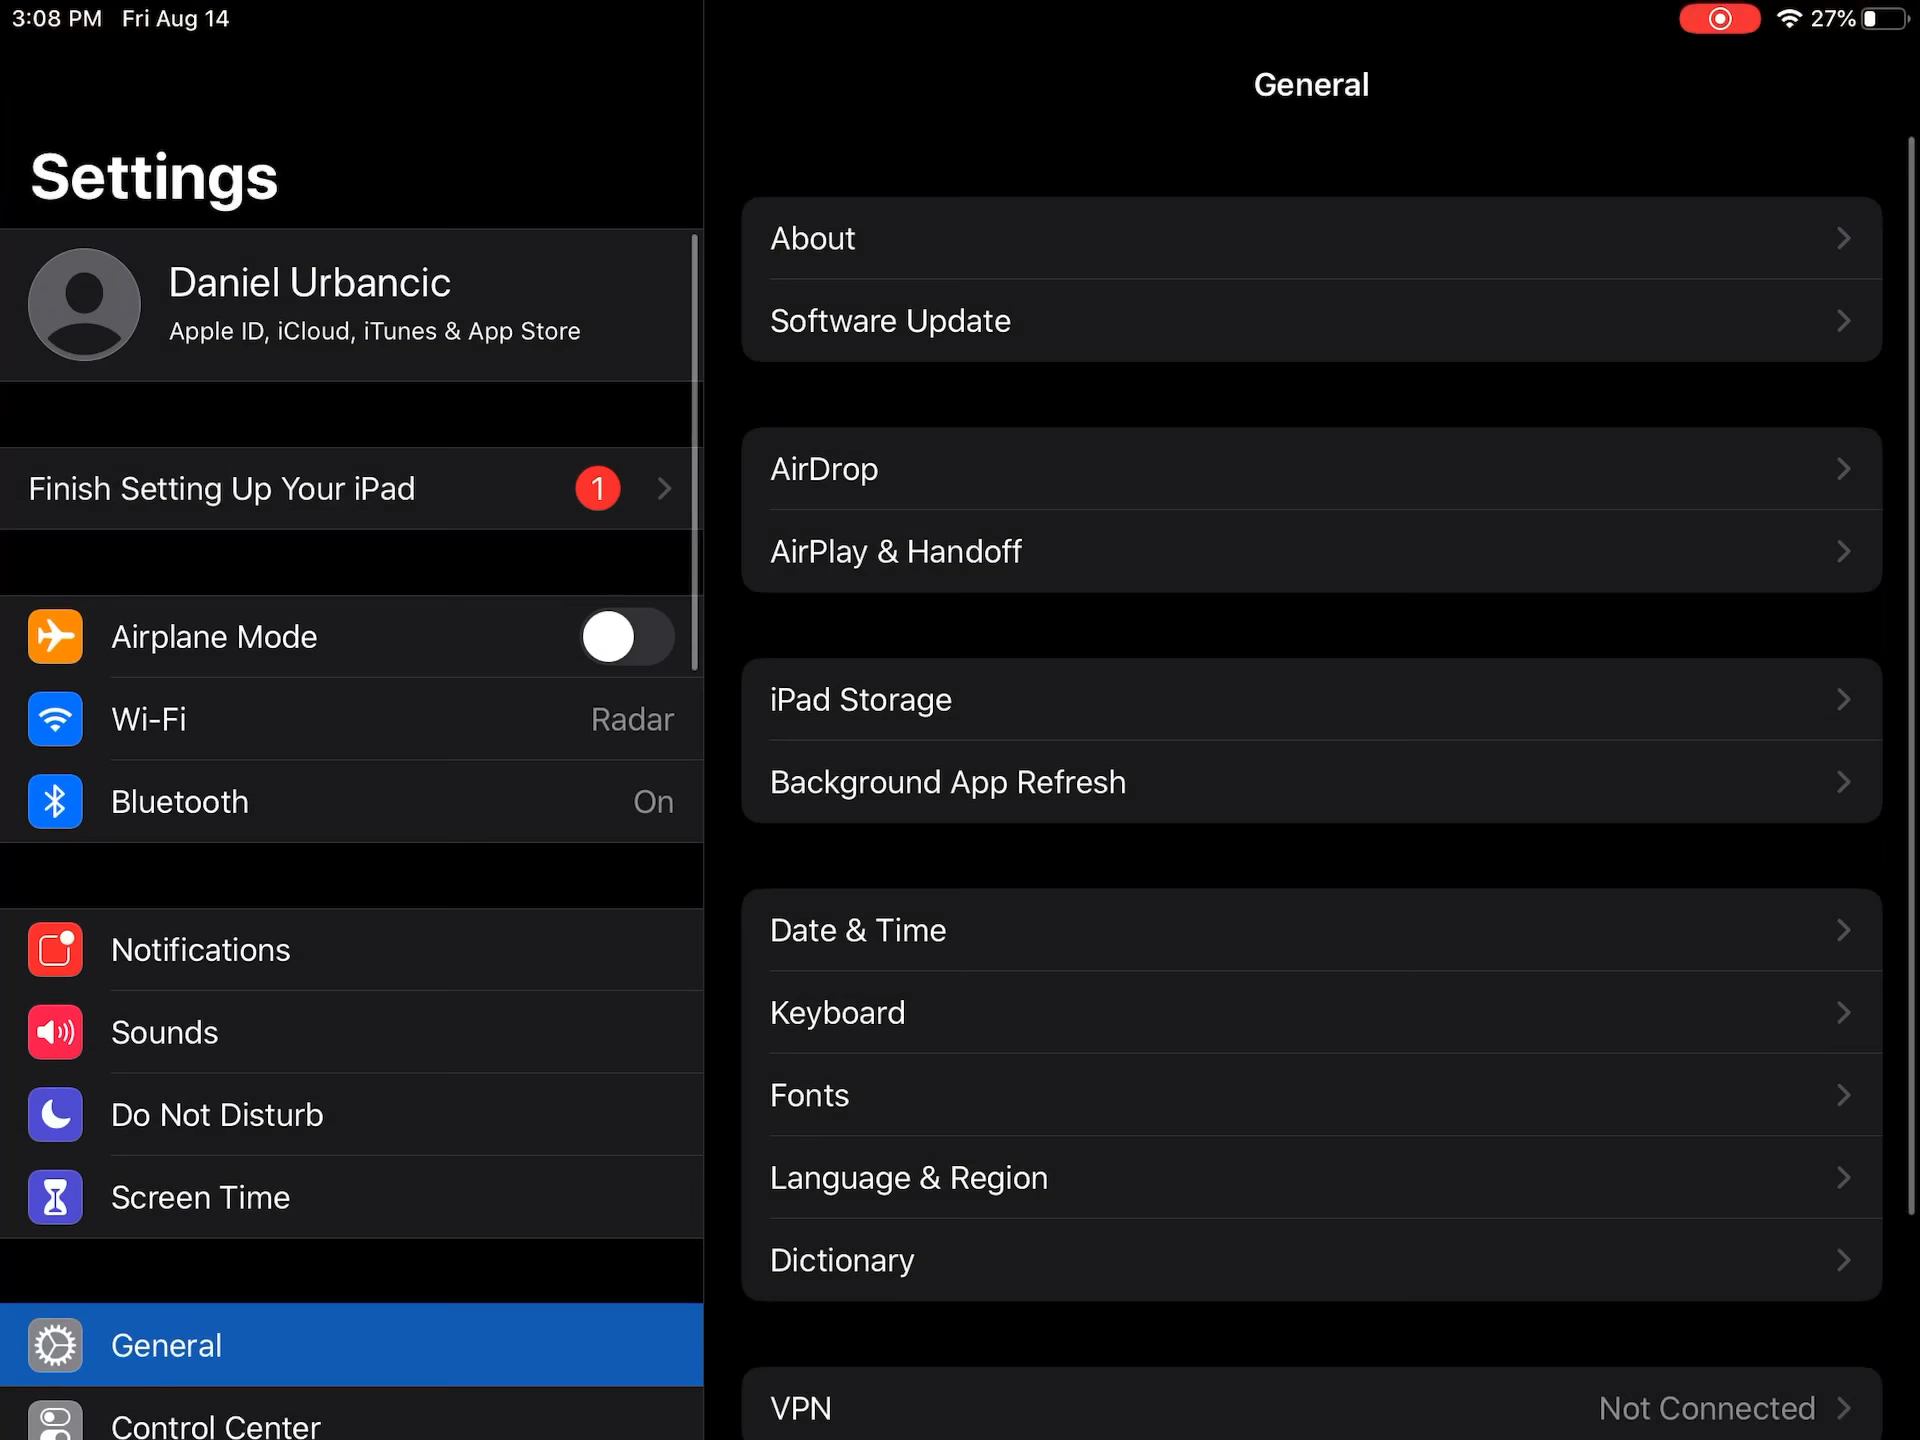 3:08 PM Fri Aug 14
27%
Settings
Daniel Urbancic
Apple ID, iCloud, iTunes & App Store
Finish Setting Up Your iPad 1
Airplane Mode
Wi-Fi Radar
Bluetooth On
Notifications
Sounds
Do Not Disturb
Screen Time
General
Control Center
General
About
Software Update
AirDrop
AirPlay & Handoff
iPad Storage
Background App Refresh
Date & Time
Keyboard
Fonts
Language & Region
Dictionary
VPN Not Connected